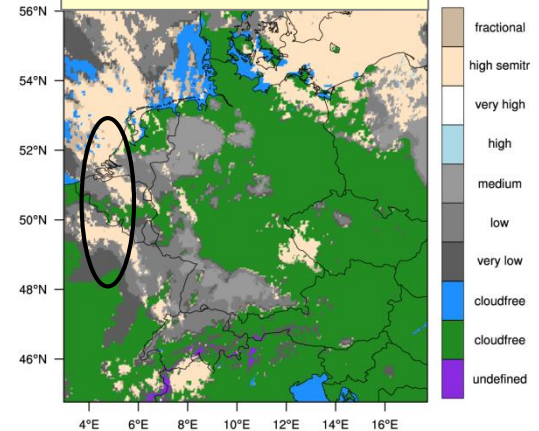 56°N
54°N
52°N
50°N
48°N
46°N
4°E 6°E 8°E 10°E 12°E 14°E 16°E
fractional
high semitr
very high
high
medium
low
very low
cloudfree
cloudfree
undefined